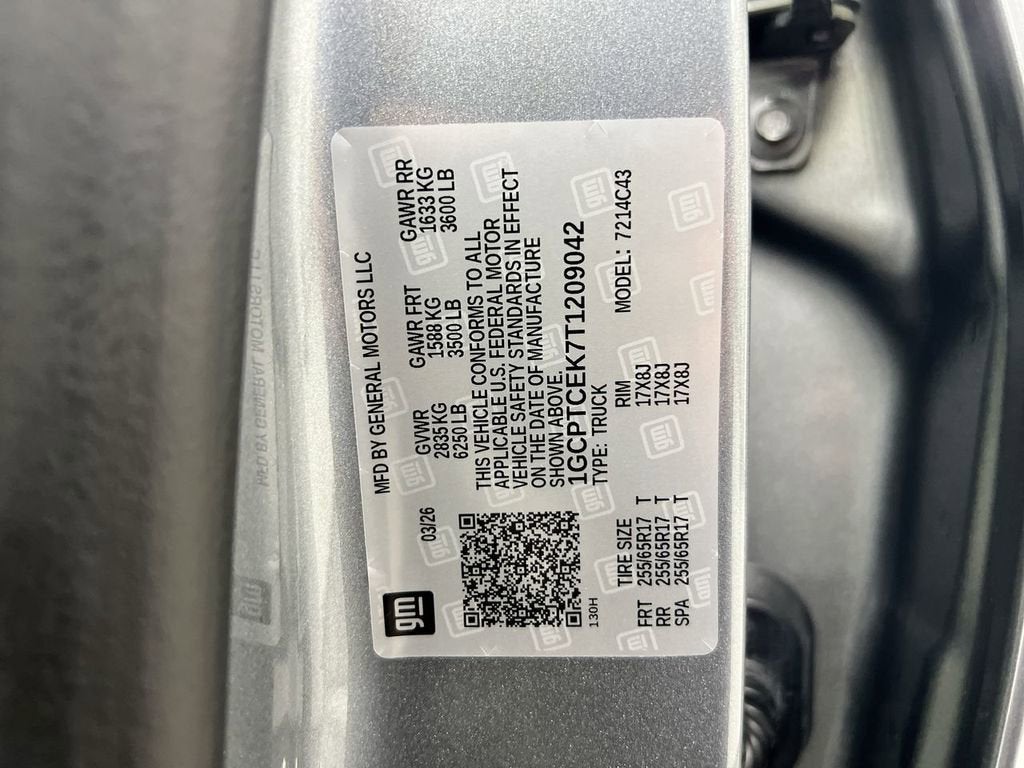 gm
03/26
MFD BY GENERAL MOTORS LLC
GVWR GAWR FRT GAWR RR
2835 KG 1588 KG 1633 KG
6250 LB 3500 LB 3600 LB
THIS VEHICLE CONFORMS TO ALL
APPLICABLE U.S. FEDERAL MOTOR
VEHICLE SAFETY STANDARDS IN EFFECT
ON THE DATE OF MANUFACTURE
SHOWN ABOVE.
1GCPTCEK7T1209042
TYPE: TRUCK MODEL: 7214C43
130H
TIRE SIZE RIM
FRT 255/65R17 T 17X8J
RR 255/65R17 T 17X8J
SPA 255/65R17 T 17X8J